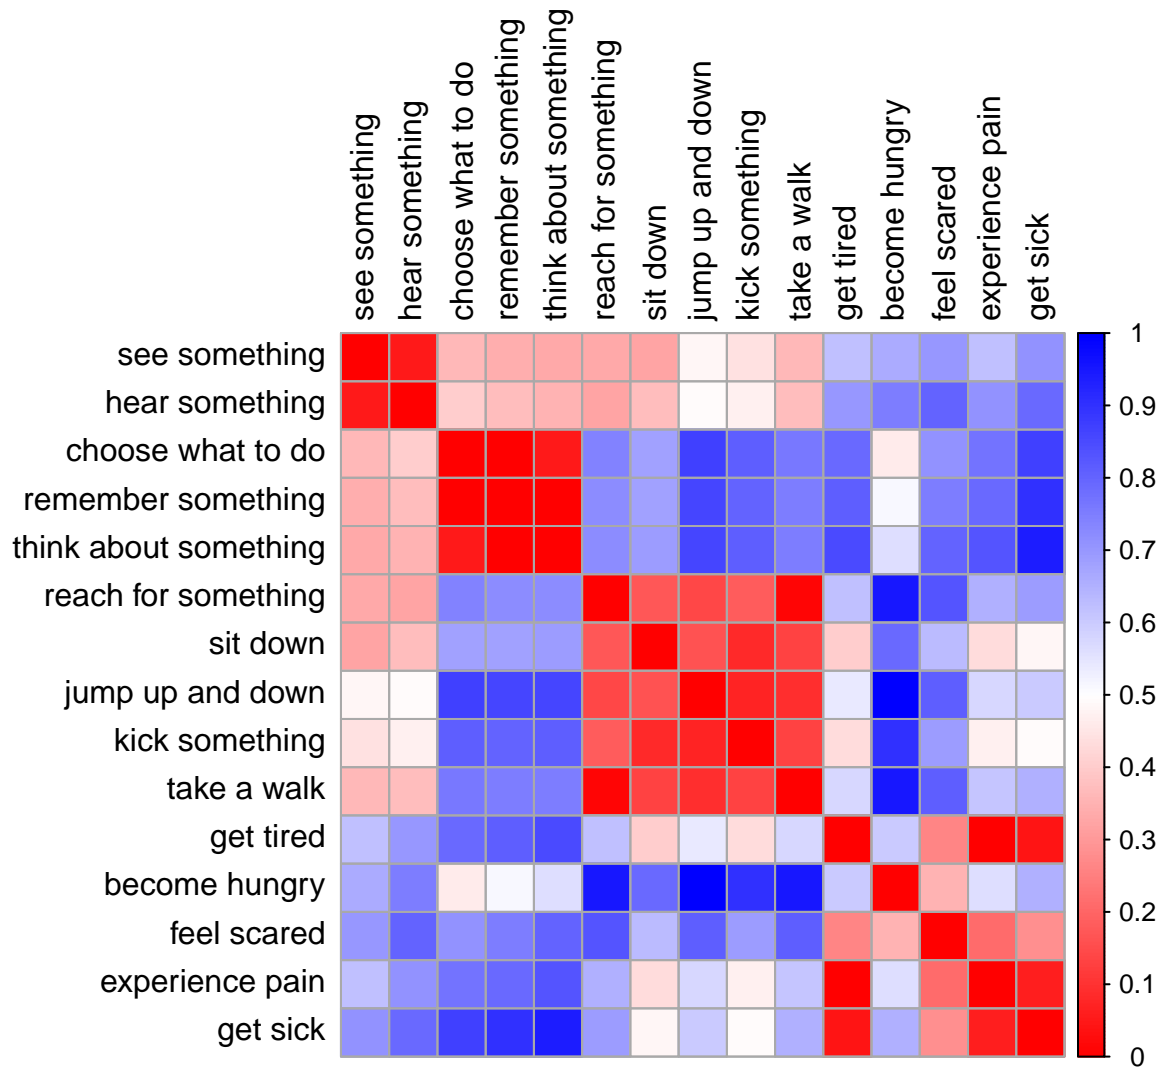 see something
hear something
choose what to do
remember something
think about something
reach for something
sit down
jump up and down
kick something
take a walk
get tired
become hungry
feel scared
experience pain
get sick
see something
hear something
choose what to do
remember something
think about something
reach for something
sit down
jump up and down
kick something
take a walk
get tired
become hungry
feel scared
experience pain
get sick
1
0.9
0.8
0.7
0.6
0.5
0.4
0.3
0.2
0.1
0